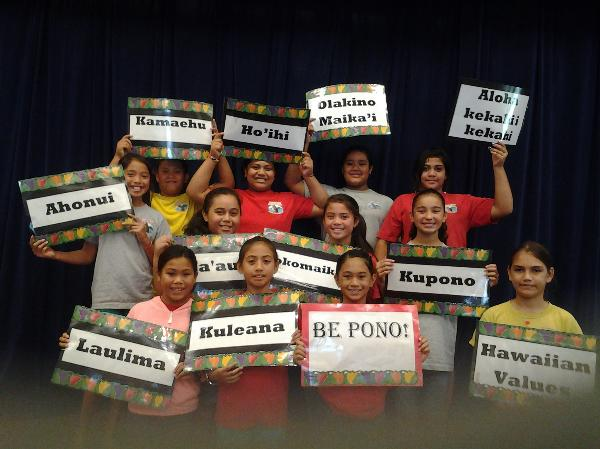 Kamaehu
Ho'ihi
Olakino
Maika'i
Aloha
kekahi
kekahi
Ahonui
Kupono
Laulima
Kuleana
BE PONO!
Hawaiian
Values